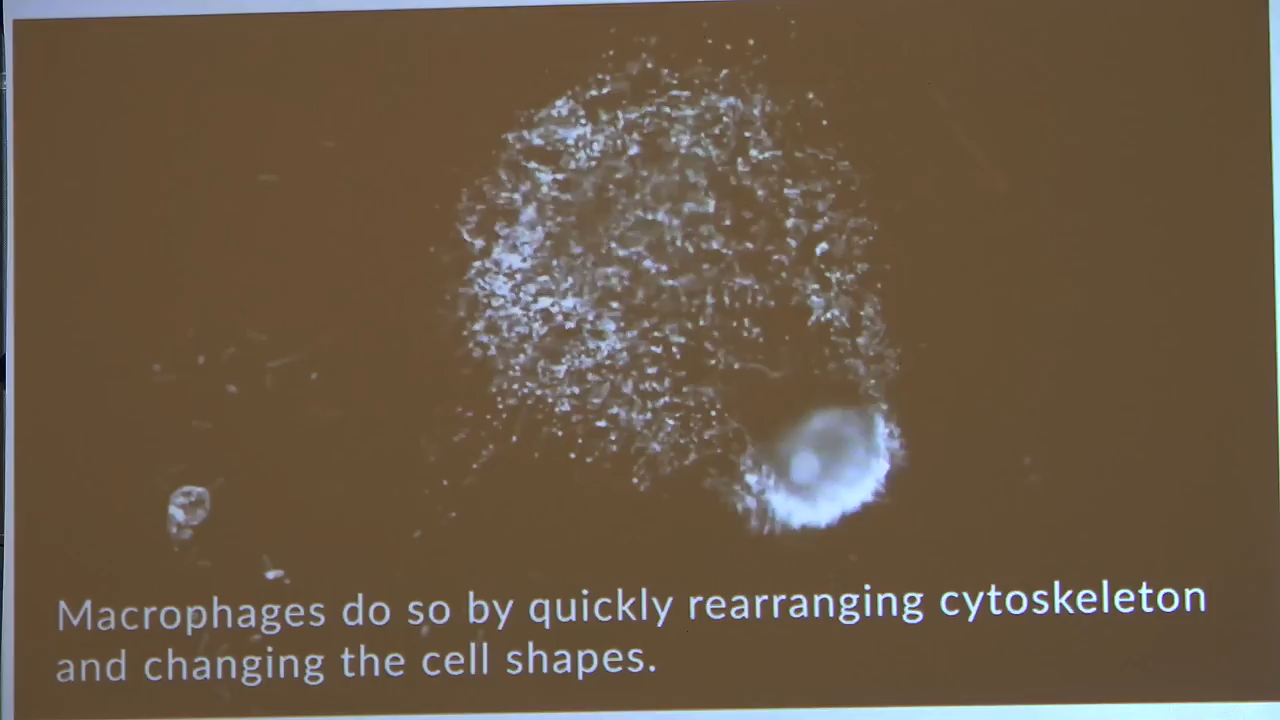 Macrophages do so by quickly rearranging cytoskeleton
and changing the cell shapes.